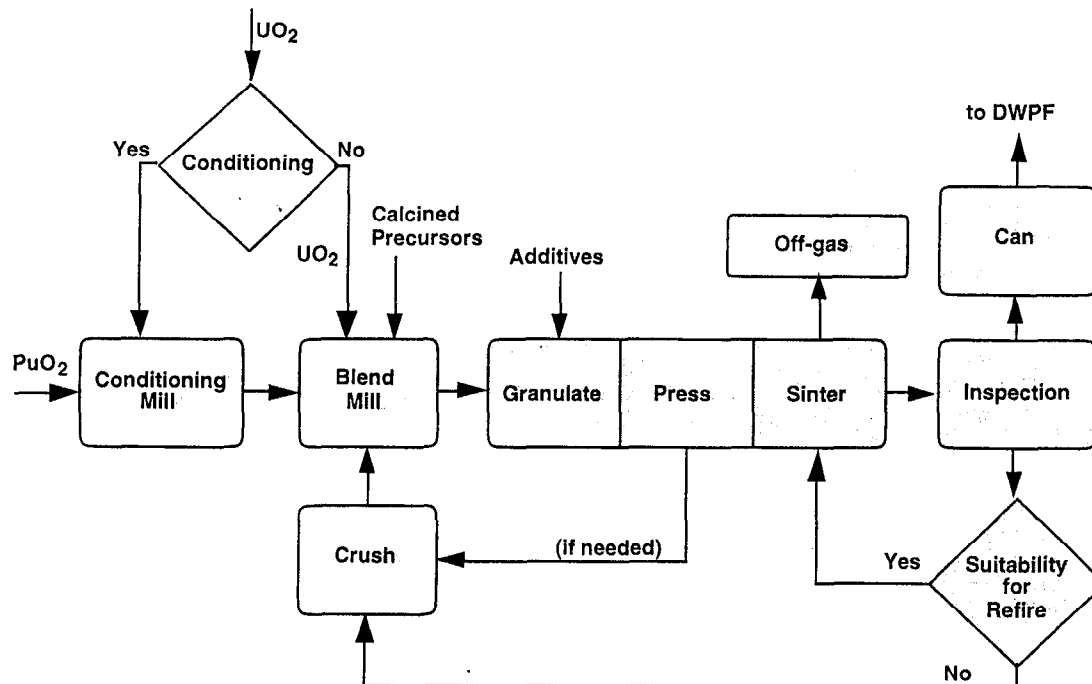 UO₂
Yes
Conditioning
No
UO₂
Calcined
Precursors
Additives
Off-gas
to DWPF
Can
PuO₂
Conditioning
Mill
Blend
Mill
Granulate
Press
Sinter
Inspection
Crush
(if needed)
Yes
Suitability
for
Refire
No